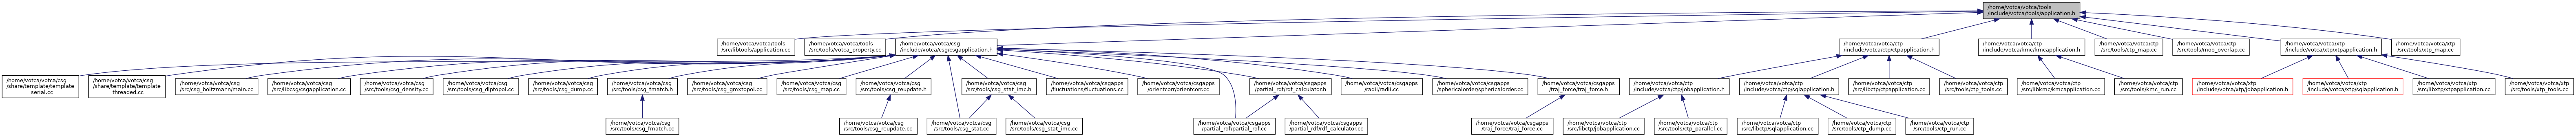 /home/votca/votca/tools
/include/votca/tools/application.h
/home/votca/votca/tools
/src/libtools/application.cc
/home/votca/votca/tools
/src/tools/votca_property.cc
/home/votca/votca/csg
/include/votca/csg/csgapplication.h
/home/votca/votca/ctp
/include/votca/ctp/ctpapplication.h
/home/votca/votca/ctp
/include/votca/kmc/kmcapplication.h
/home/votca/votca/ctp
/src/tools/ctp_map.cc
/home/votca/votca/ctp
/src/tools/moo_overlap.cc
/home/votca/votca/xtp
/include/votca/xtp/xtpapplication.h
/home/votca/votca/xtp
/src/tools/xtp_map.cc
/home/votca/votca/csg
/share/template/template
_serial.cc
/home/votca/votca/csg
/share/template/template
_threaded.cc
/home/votca/votca/csg
/src/csg_boltzmann/main.cc
/home/votca/votca/csg
/src/libcsg/csgapplication.cc
/home/votca/votca/csg
/src/tools/csg_density.cc
/home/votca/votca/csg
/src/tools/csg_dlptopol.cc
/home/votca/votca/csg
/src/tools/csg_dump.cc
/home/votca/votca/csg
/src/tools/csg_fmatch.h
/home/votca/votca/csg
/src/tools/csg_gmxtopol.cc
/home/votca/votca/csg
/src/tools/csg_map.cc
/home/votca/votca/csg
/src/tools/csg_reupdate.h
/home/votca/votca/csg
/src/tools/csg_stat_imc.h
/home/votca/votca/csgapps
/fluctuations/fluctuations.cc
/home/votca/votca/csgapps
/orientcorr/orientcorr.cc
/home/votca/votca/csgapps
/partial_rdf/rdf_calculator.h
/home/votca/votca/csgapps
/radii/radii.cc
/home/votca/votca/csgapps
/sphericalorder/sphericalorder.cc
/home/votca/votca/csgapps
/traj_force/traj_force.h
/home/votca/votca/ctp
/include/votca/ctp/jobapplication.h
/home/votca/votca/ctp
/include/votca/ctp/sqlapplication.h
/home/votca/votca/ctp
/src/libctp/ctpapplication.cc
/home/votca/votca/ctp
/src/tools/ctp_tools.cc
/home/votca/votca/ctp
/src/libkmc/kmcapplication.cc
/home/votca/votca/ctp
/src/tools/kmc_run.cc
/home/votca/votca/xtp
/include/votca/xtp/jobapplication.h
/home/votca/votca/xtp
/include/votca/xtp/sqlapplication.h
/home/votca/votca/xtp
/src/libxtp/xtpapplication.cc
/home/votca/votca/xtp
/src/tools/xtp_tools.cc
/home/votca/votca/csg
/src/tools/csg_fmatch.cc
/home/votca/votca/csg
/src/tools/csg_reupdate.cc
/home/votca/votca/csg
/src/tools/csg_stat.cc
/home/votca/votca/csg
/src/tools/csg_stat_imc.cc
/home/votca/votca/csgapps
/partial_rdf/partial_rdf.cc
/home/votca/votca/csgapps
/partial_rdf/rdf_calculator.cc
/home/votca/votca/csgapps
/traj_force/traj_force.cc
/home/votca/votca/ctp
/src/libctp/jobapplication.cc
/home/votca/votca/ctp
/src/tools/ctp_parallel.cc
/home/votca/votca/ctp
/src/libctp/sqlapplication.cc
/home/votca/votca/ctp
/src/tools/ctp_dump.cc
/home/votca/votca/ctp
/src/tools/ctp_run.cc